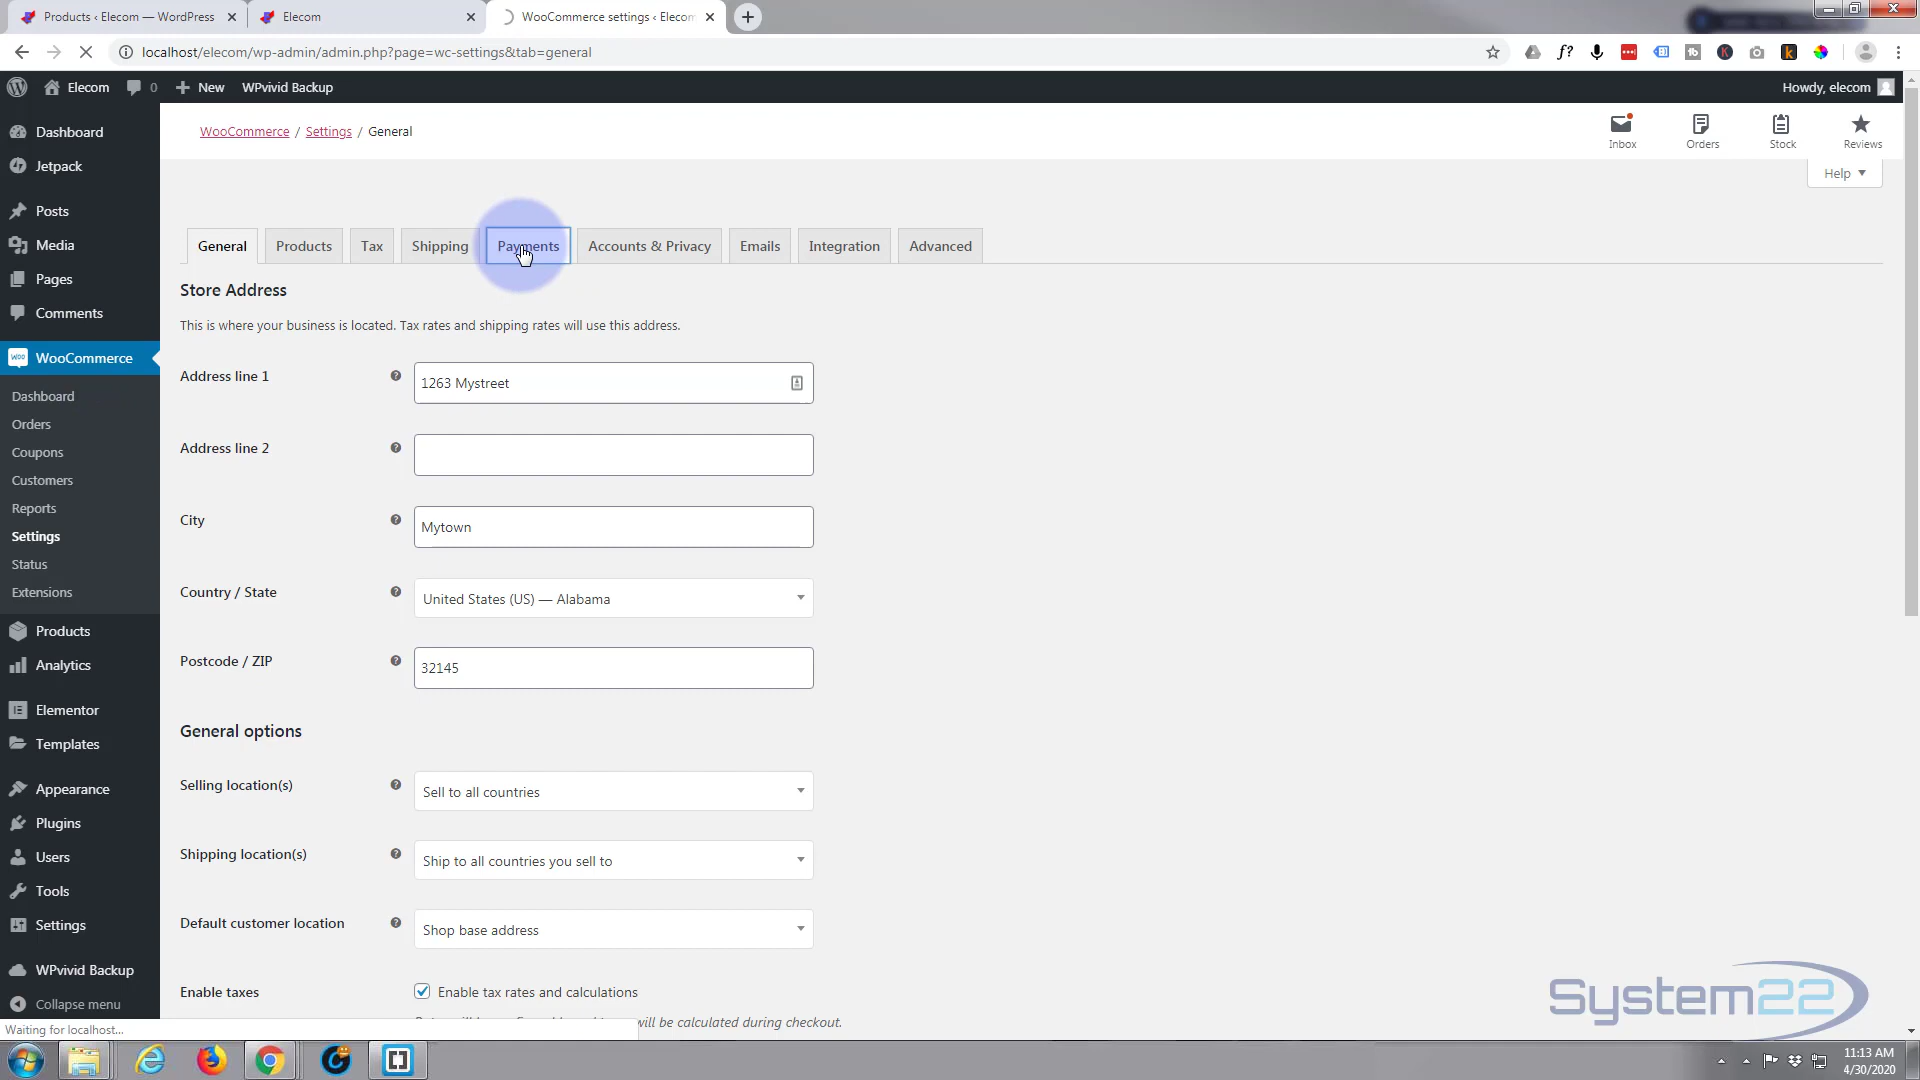 Products ‹ Elecom — WordPress
Elecom
WooCommerce settings ‹ Elecom
localhost/elecom/wp-admin/admin.php?page=wc-settings&tab=general
Elecom
0
New
WPvivid Backup
Howdy, elecom
WooCommerce / Settings / General
Inbox
Orders
Stock
Reviews
Help
Dashboard
Jetpack
Posts
Media
Pages
Comments
WooCommerce
Dashboard
Orders
Coupons
Customers
Reports
Settings
Status
Extensions
Products
Analytics
Elementor
Templates
Appearance
Plugins
Users
Tools
Settings
WPvivid Backup
Collapse menu
General
Products
Tax
Shipping
Payments
Accounts & Privacy
Emails
Integration
Advanced
Store Address
This is where your business is located. Tax rates and shipping rates will use this address.
Address line 1
1263 Mystreet
Address line 2
City
Mytown
Country / State
United States (US) — Alabama
Postcode / ZIP
32145
General options
Selling location(s)
Sell to all countries
Shipping location(s)
Ship to all countries you sell to
Default customer location
Shop base address
Enable taxes
Enable tax rates and calculations
will be calculated during checkout.
Waiting for localhost...
System22
11:13 AM
4/30/2020